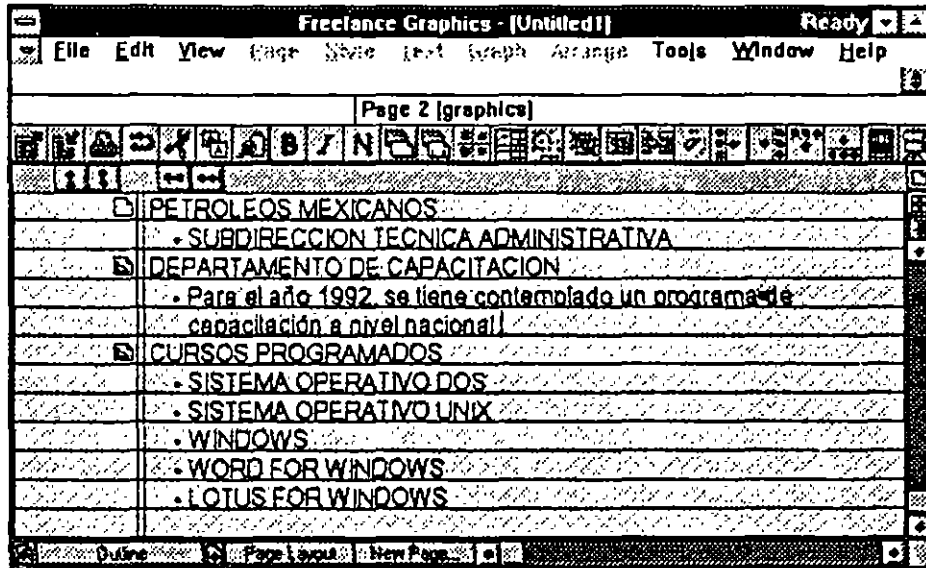 Freelance Graphics - [Untitled1] Ready
File Edit View Page Style Text Graph Arrange Tools Window Help
Page 2 [graphics]
B I N
PETROLEOS MEXICANOS
• SUBDIRECCION TECNICA ADMINISTRATIVA
DEPARTAMENTO DE CAPACITACION
• Para el año 1992, se tiene contemplado un programa de
capacitación a nivel nacional
CURSOS PROGRAMADOS
• SISTEMA OPERATIVO DOS
• SISTEMA OPERATIVO UNIX
• WINDOWS
• WORD FOR WINDOWS
• LOTUS FOR WINDOWS
Outline Page Layout New Page...